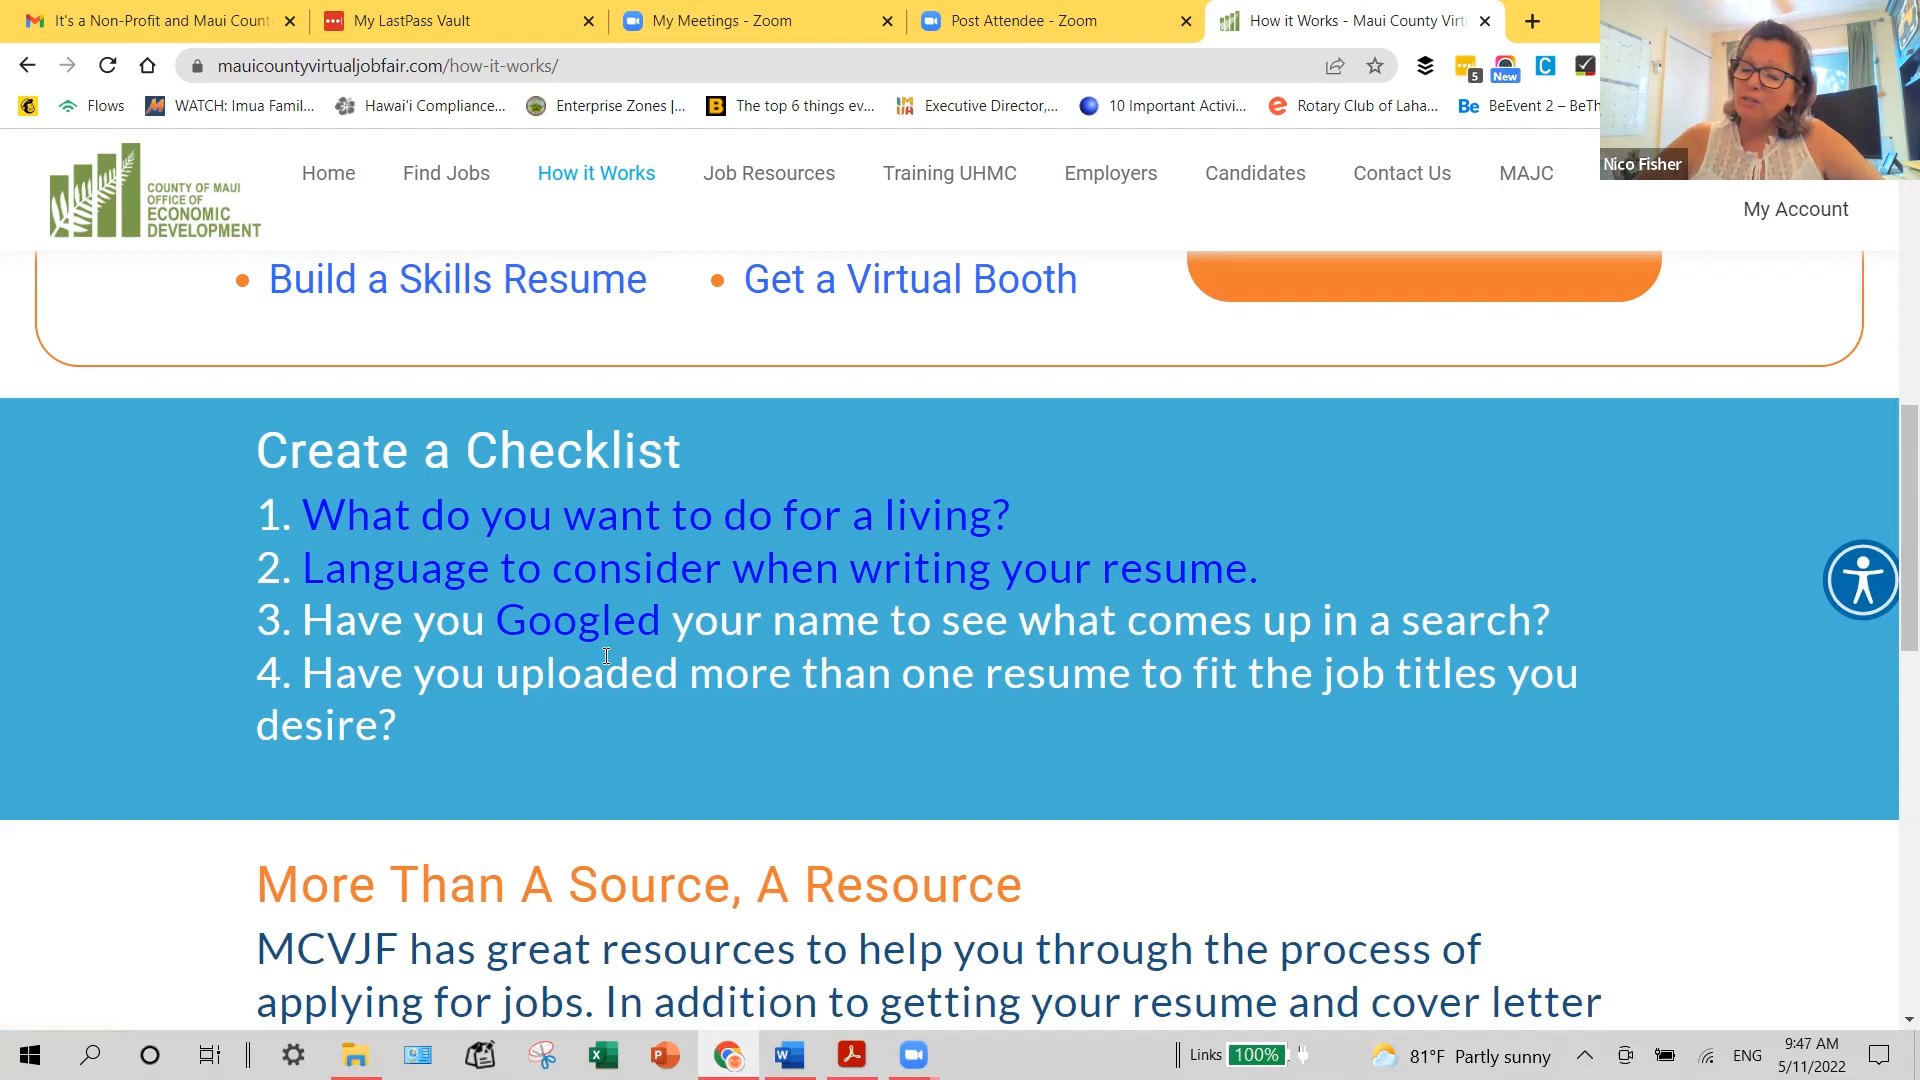 It's a Non-Profit and Maui Count
My LastPass Vault
My Meetings - Zoom
Post Attendee - Zoom
How it Works - Maui County Virt
mauicountyvirtualjobfair.com/how-it-works/
5
New
Flows
WATCH: Imua Famil...
Hawai'i Compliance...
Enterprise Zones |...
The top 6 things ev...
Executive Director,...
10 Important Activi...
Rotary Club of Laha...
Be
BeEvent 2 – BeTh
Nico Fisher
COUNTY OF MAUI
OFFICE OF
ECONOMIC
DEVELOPMENT
Home
Find Jobs
How it Works
Job Resources
Training UHMC
Employers
Candidates
Contact Us
MAJC
My Account
Build a Skills Resume
Get a Virtual Booth
Create a Checklist
1. What do you want to do for a living?
2. Language to consider when writing your resume.
3. Have you Googled your name to see what comes up in a search?
4. Have you uploaded more than one resume to fit the job titles you
desire?
More Than A Source, A Resource
MCVJF has great resources to help you through the process of
applying for jobs. In addition to getting your resume and cover letter
Links
100%
81°F Partly sunny
ENG
9:47 AM
5/11/2022